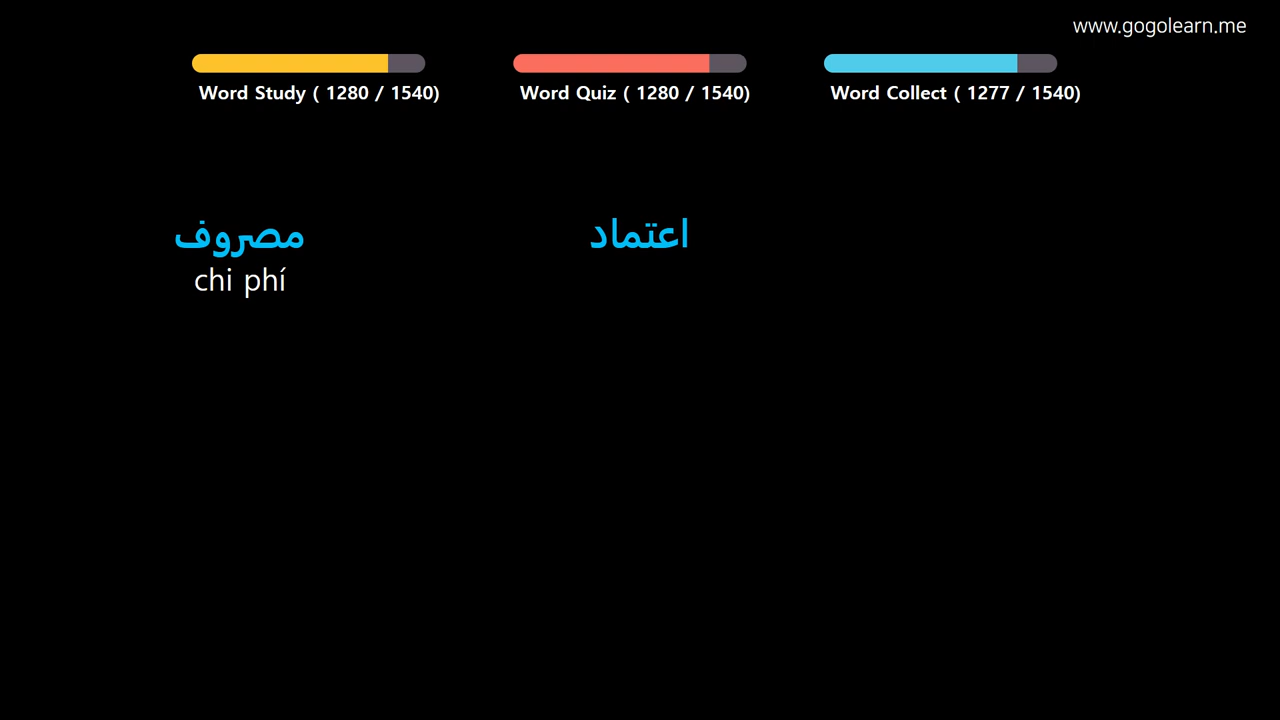 www.gogolearn.me
Word Study ( 1280 / 1540)
Word Quiz ( 1280 / 1540)
Word Collect ( 1277 / 1540)
مصروف
اعتماد
chi phí